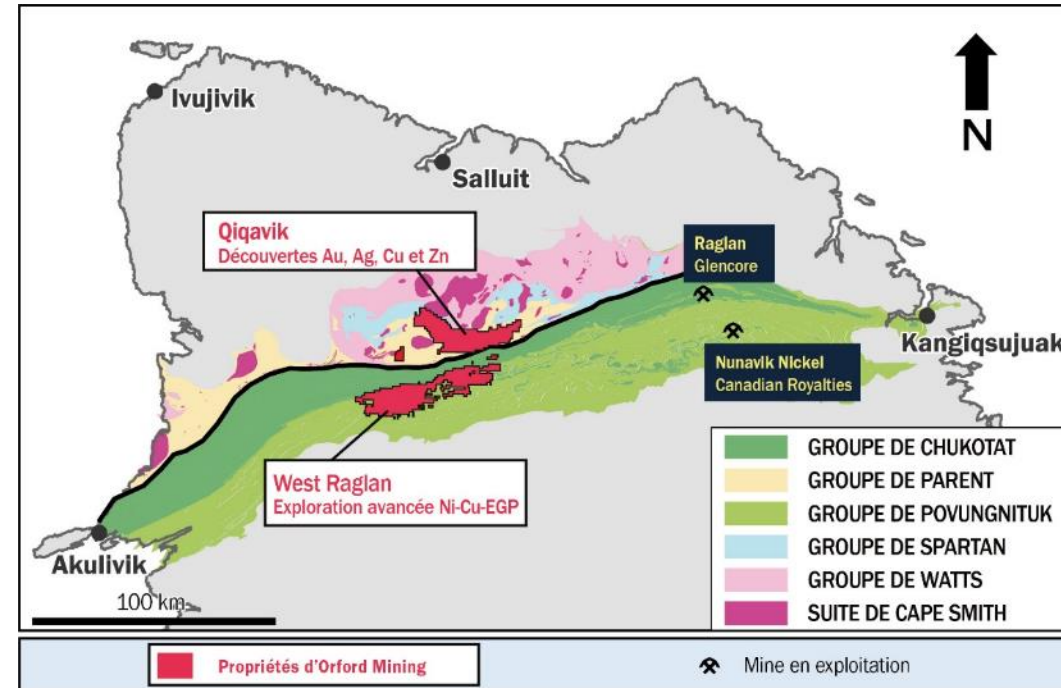 Ivujivik
N
Salluit
Qiqavik
Découvertes Au, Ag, Cu et Zn
Raglan
Glencore
Kangiqsujuak
Nunavik NIckel
Canadian Royalties
West Raglan
Exploration avancée Ni-Cu-EGP
Akulivik
100 km
GROUPE DE CHUKOTAT
GROUPE DE PARENT
GROUPE DE POVUNGNITUK
GROUPE DE SPARTAN
GROUPE DE WATTS
SUITE DE CAPE SMITH
Propriétés d'Orford Mining
Mine en exploitation